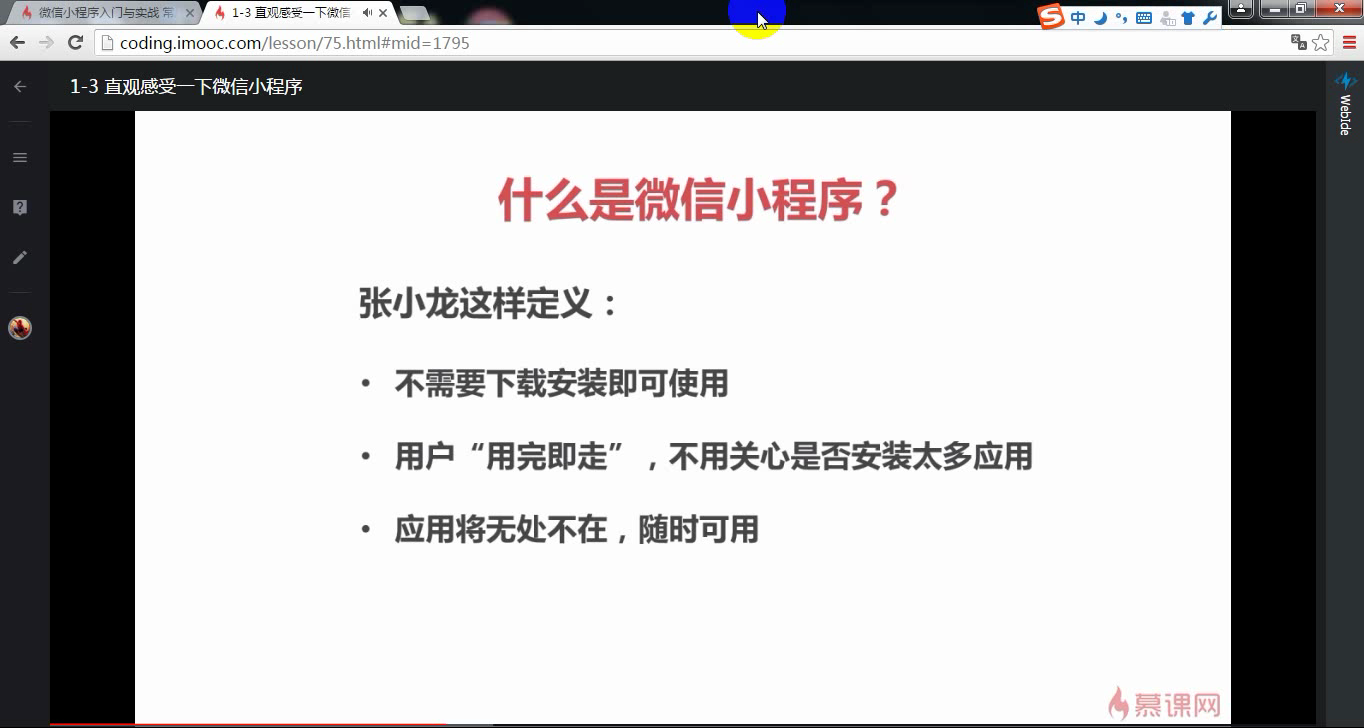 微信小程序入门与实战 常
1-3 直观感受一下微信
中
coding.imooc.com/lesson/75.html#mid=1795
1-3 直观感受一下微信小程序
WebIde
什么是微信小程序？
张小龙这样定义：
• 不需要下载安装即可使用
• 用户“用完即走”，不用关心是否安装太多应用
• 应用将无处不在，随时可用
慕课网